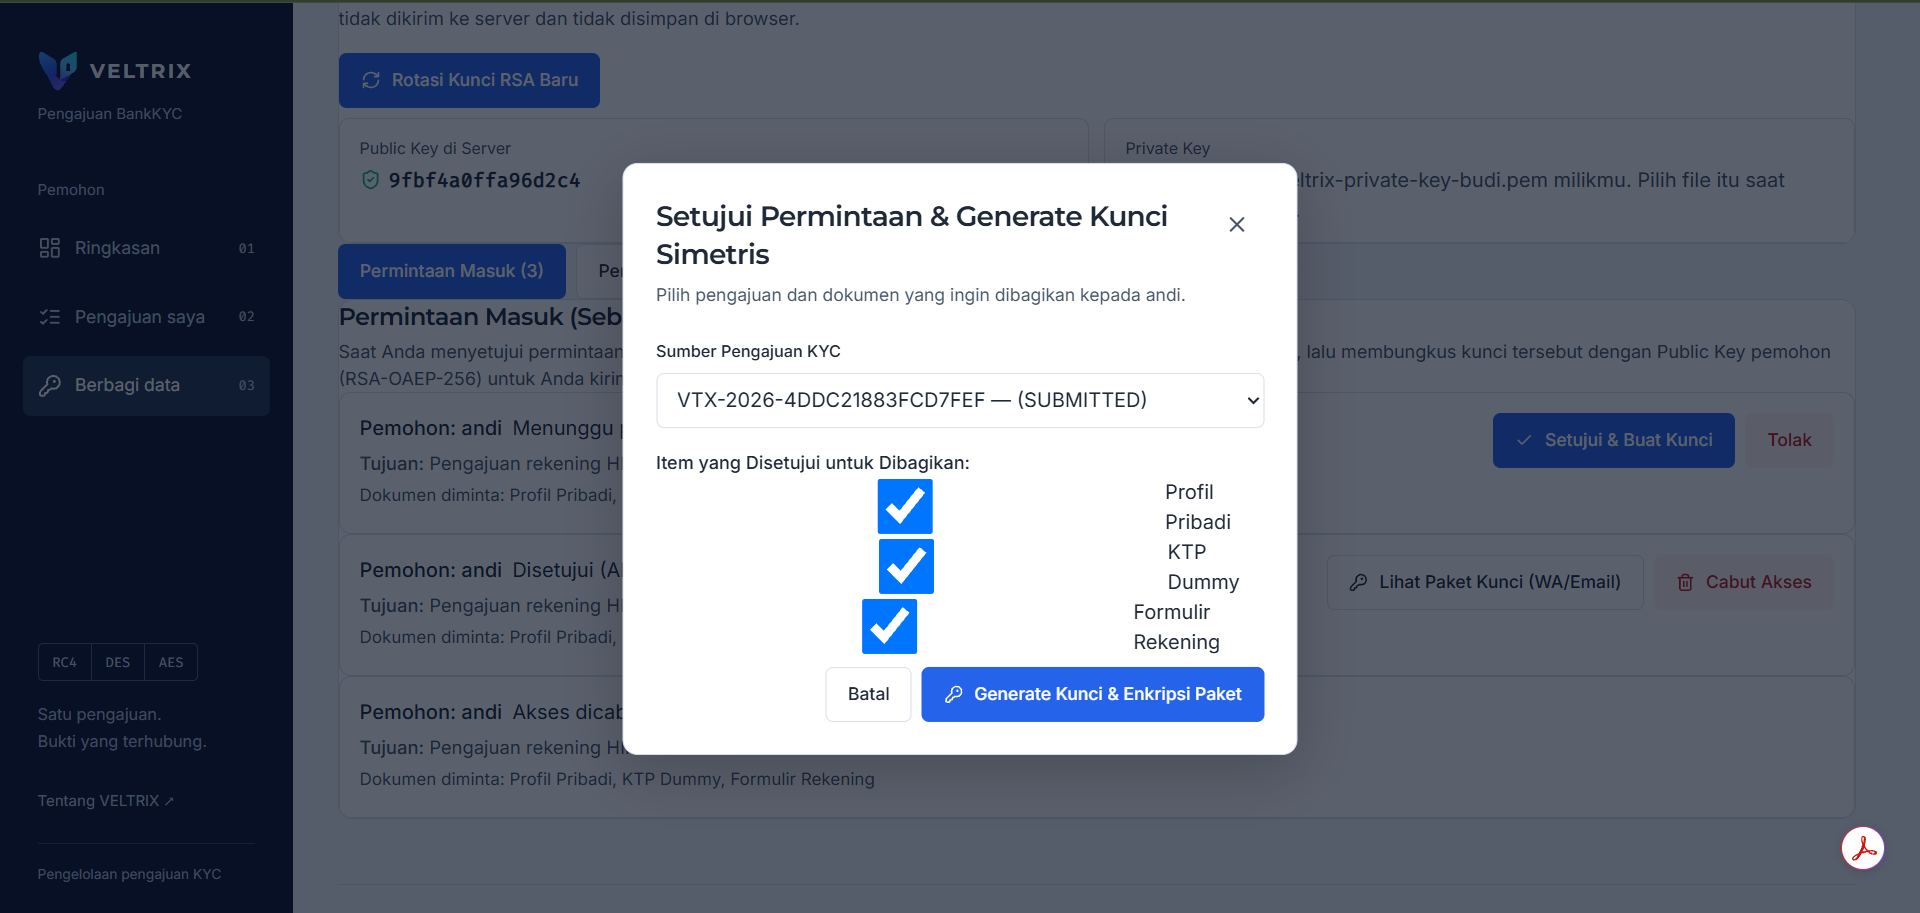 VELTRIX
Pengajuan BankKYC
Pemohon
Ringkasan 01
Pengajuan saya 02
Berbagi data 03
RC4 DES AES
Satu pengajuan.
Bukti yang terhubung.
Tentang VELTRIX ↗
Pengelolaan pengajuan KYC
tidak dikirim ke server dan tidak disimpan di browser.
Rotasi Kunci RSA Baru
Public Key di Server
9fbf4a0ffa96d2c4
Private Key
eltrix-private-key-budi.pem milikmu. Pilih file itu saat
Permintaan Masuk (3)
Pe
Permintaan Masuk (Seb
Saat Anda menyetujui permintaan , lalu membungkus kunci tersebut dengan Public Key pemohon
(RSA-OAEP-256) untuk Anda kirim
Pemohon: andi Menunggu
Tujuan: Pengajuan rekening
Dokumen diminta: Profil Pribadi,
Setujui & Buat Kunci
Tolak
Pemohon: andi Disetujui (A
Tujuan: Pengajuan rekening
Dokumen diminta: Profil Pribadi,
Lihat Paket Kunci (WA/Email)
Cabut Akses
Pemohon: andi Akses dicab
Tujuan: Pengajuan rekening
Dokumen diminta: Profil Pribadi, KTP Dummy, Formulir Rekening
Setujui Permintaan & Generate Kunci
Simetris
Pilih pengajuan dan dokumen yang ingin dibagikan kepada andi.
Sumber Pengajuan KYC
VTX-2026-4DDC21883FCD7FEF — (SUBMITTED)
Item yang Disetujui untuk Dibagikan:
Profil
Pribadi
KTP
Dummy
Formulir
Rekening
Batal
Generate Kunci & Enkripsi Paket